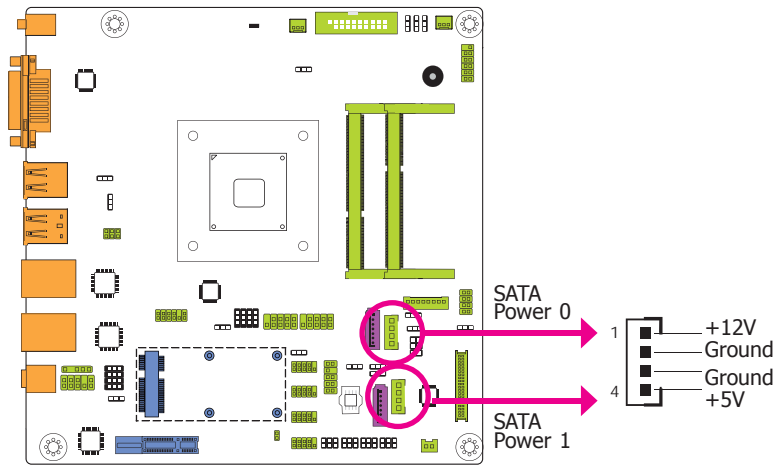 SATA
Power 0
1
+12V
Ground
Ground
4
+5V
SATA
Power 1